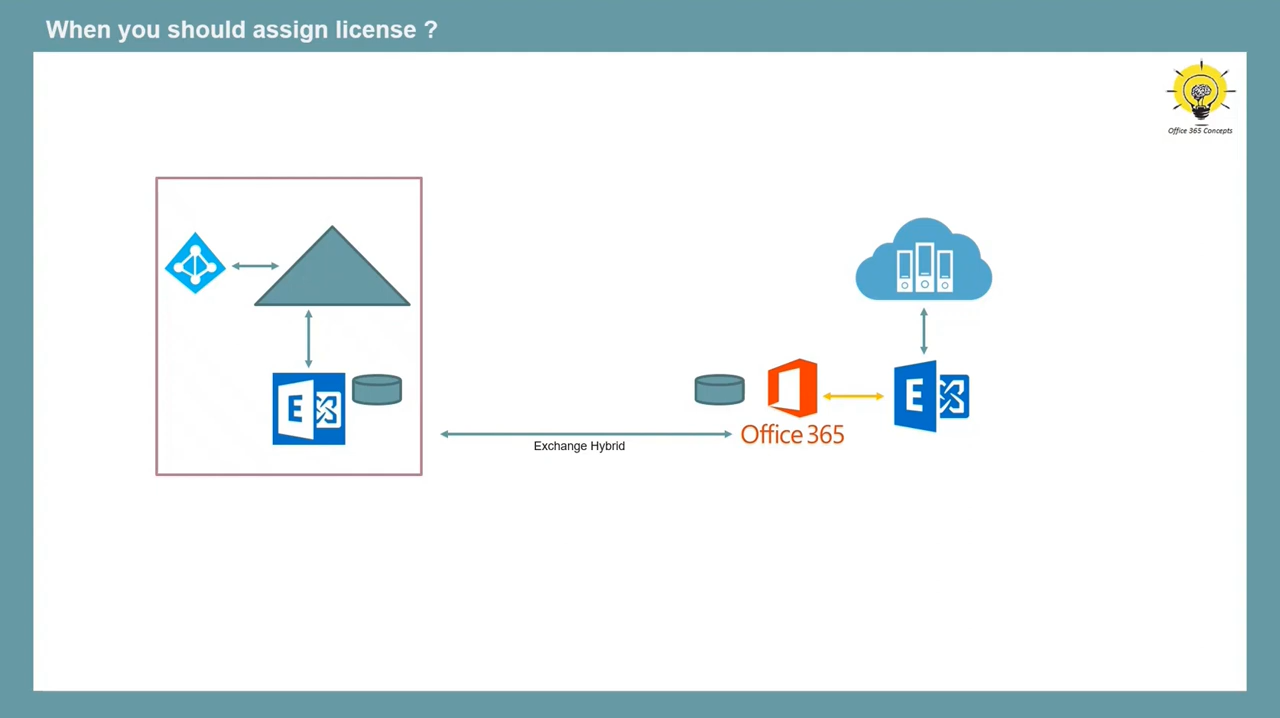 When you should assign license ?
Office 365 Concepts
E
E
Office 365
Exchange Hybrid